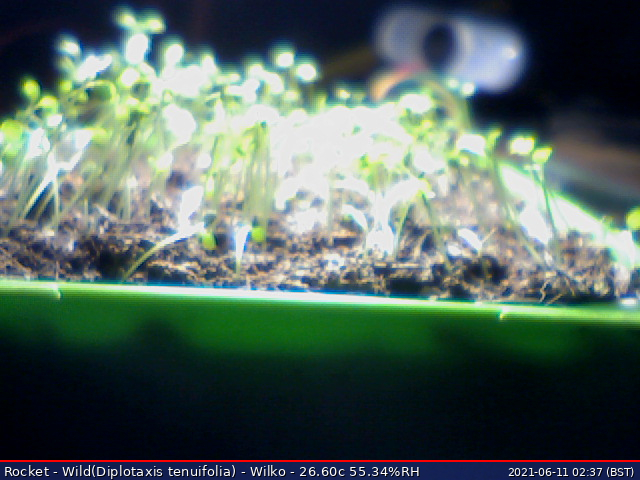 Rocket - Wild(Diplotaxis tenuifolia) - Wilko - 26.60c 55.34%RH 2021-06-11 02:37 (BST)